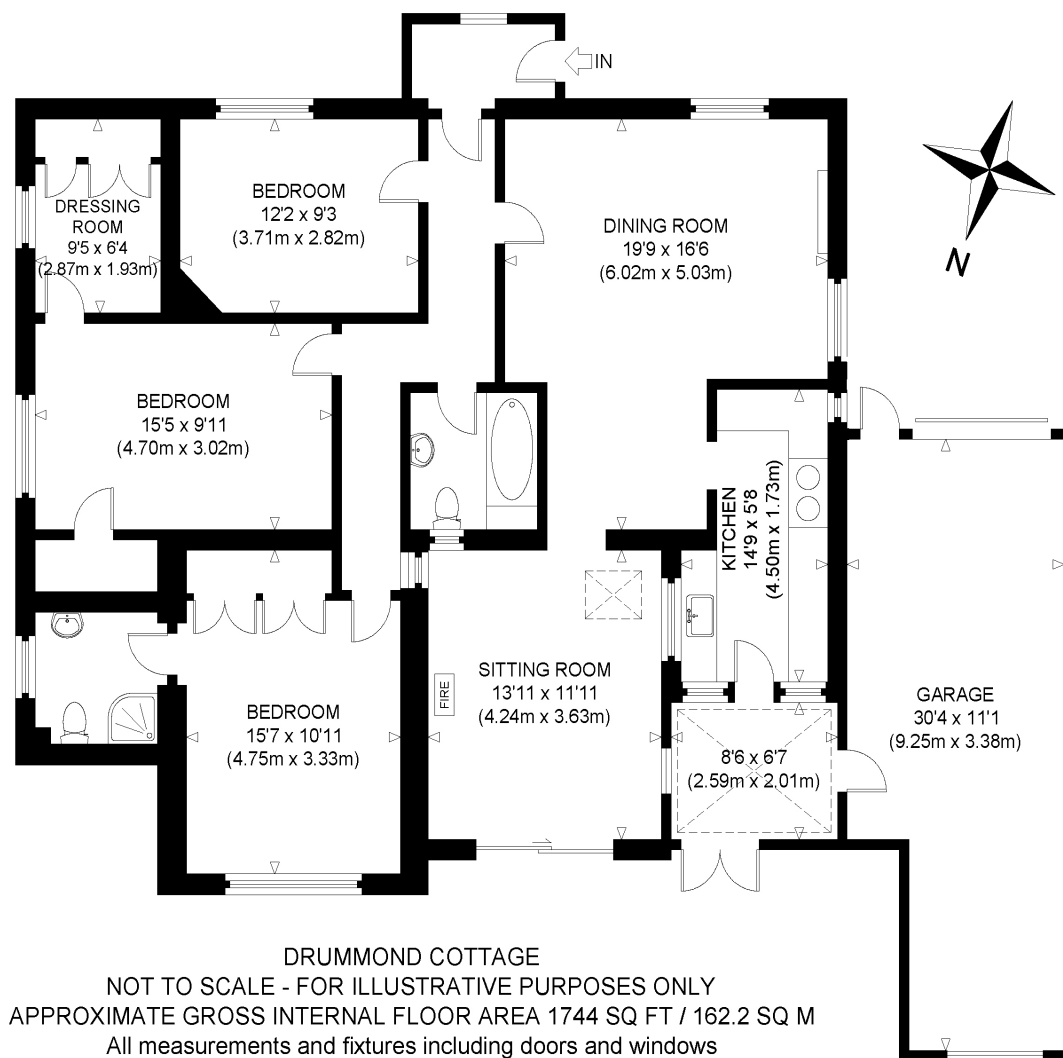 IN
BEDROOM
12'2 x 9'3
(3.71m x 2.82m)
DRESSING
ROOM
9'5 x 6'4
(2.87m x 1.93m)
DINING ROOM
19'9 x 16'6
(6.02m x 5.03m)
N
BEDROOM
15'5 x 9'11
(4.70m x 3.02m)
KITCHEN
14'9 x 5'8
(4.50m x 1.73m)
SITTING ROOM
13'11 x 11'11
(4.24m x 3.63m)
FIRE
BEDROOM
15'7 x 10'11
(4.75m x 3.33m)
8'6 x 6'7
(2.59m x 2.01m)
GARAGE
30'4 x 11'1
(9.25m x 3.38m)
DRUMMOND COTTAGE
NOT TO SCALE - FOR ILLUSTRATIVE PURPOSES ONLY
APPROXIMATE GROSS INTERNAL FLOOR AREA 1744 SQ FT / 162.2 SQ M
All measurements and fixtures including doors and windows